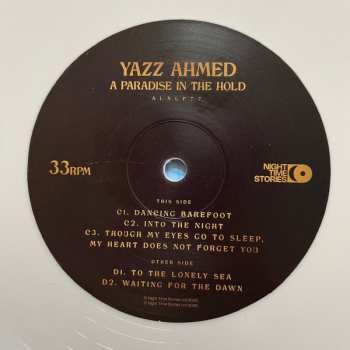 YAZZ AHMED
A PARADISE IN THE HOLD
ALNLP77
33RPM
NIGHT
TIME
STORIES
THIS SIDE
C1. DANCING BAREFOOT
C2. INTO THE NIGHT
C3. THOUGH MY EYES GO TO SLEEP,
MY HEART DOES NOT FORGET YOU
OTHER SIDE
D1. TO THE LONELY SEA
D2. WAITING FOR THE DAWN